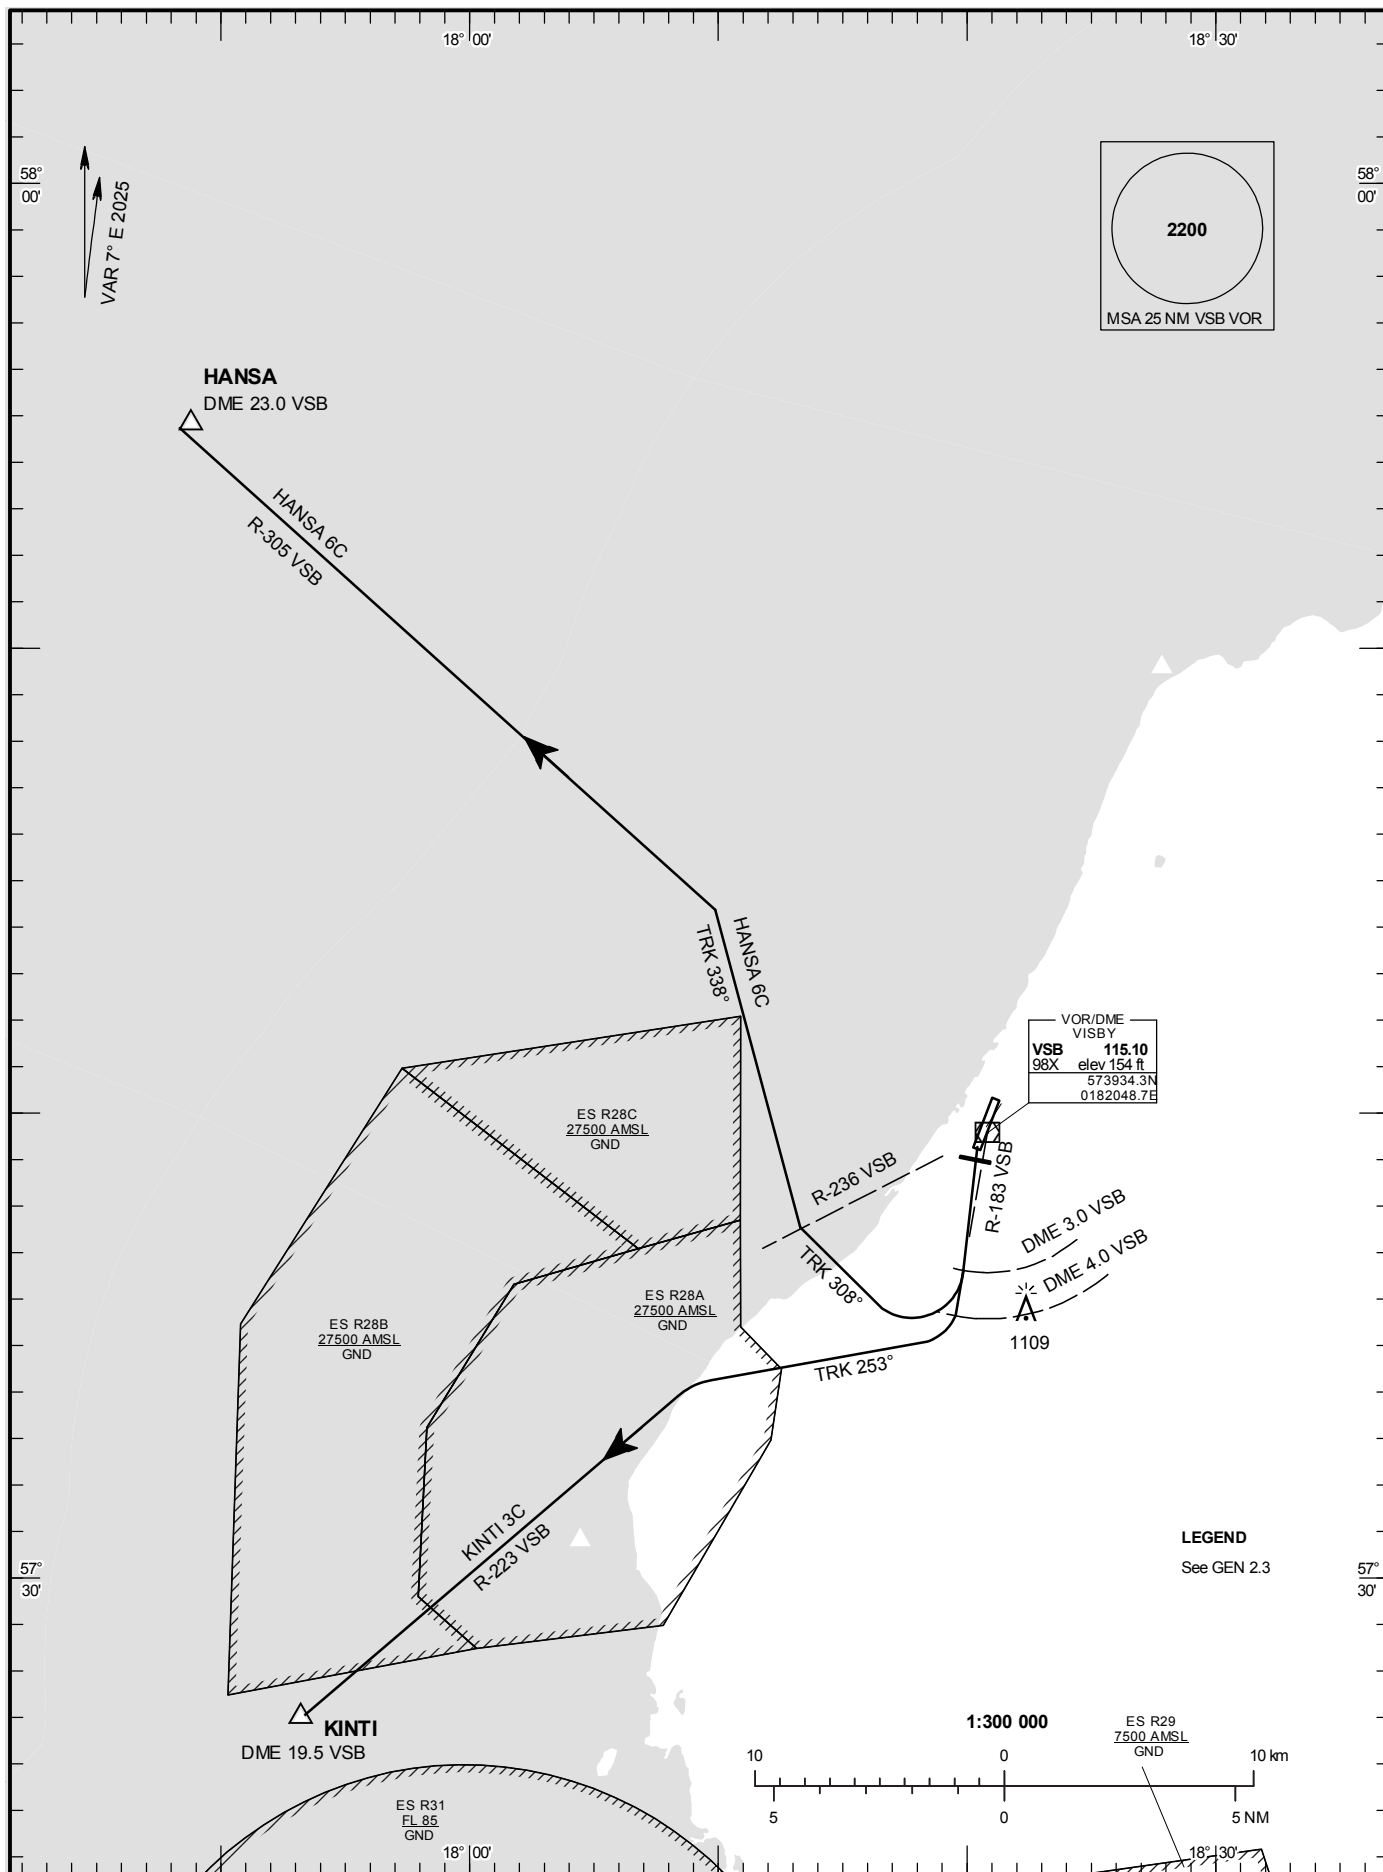 18° 00'
18° 30'
58°
00'
58°
00'
VAR 7° E 2025
2200
MSA 25 NM VSB VOR
HANSA
DME 23.0 VSB
HANSA 6C
R-305 VSB
HANSA 6C
TRK 338°
VOR/DME
VISBY
VSB 115.10
98X elev 154 ft
573934.3N
0182048.7E
ES R28C
27500 AMSL
GND
R-236 VSB
R-183 VSB
DME 3.0 VSB
DME 4.0 VSB
TRK 308°
1109
ES R28A
27500 AMSL
GND
ES R28B
27500 AMSL
GND
TRK 253°
KINTI 3C
R-223 VSB
LEGEND
See GEN 2.3
57°
30'
57°
30'
KINTI
DME 19.5 VSB
1:300 000
10 0 10 km
5 0 5 NM
ES R29
7500 AMSL
GND
ES R31
FL 85
GND
18° 00'
18° 30'